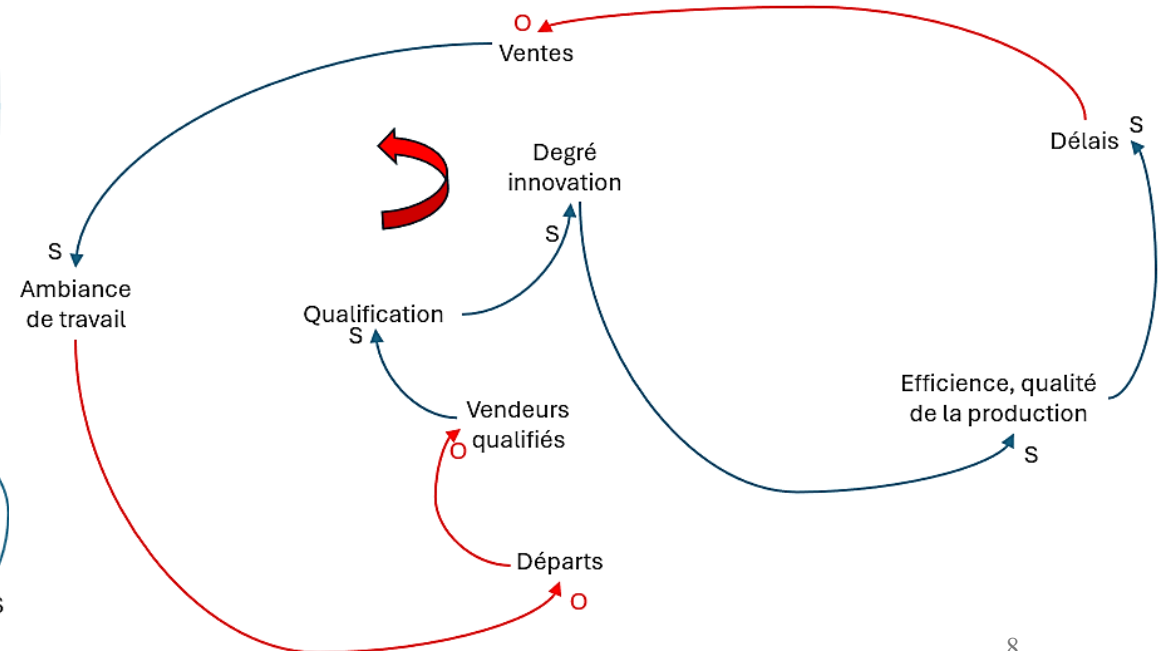 O
Ventes
S
Délais
Degré
innovation
S
S
Ambiance
de travail
Qualification
S
Efficience, qualité
de la production
S
Vendeurs
qualifiés
O
Départs
O
S
8